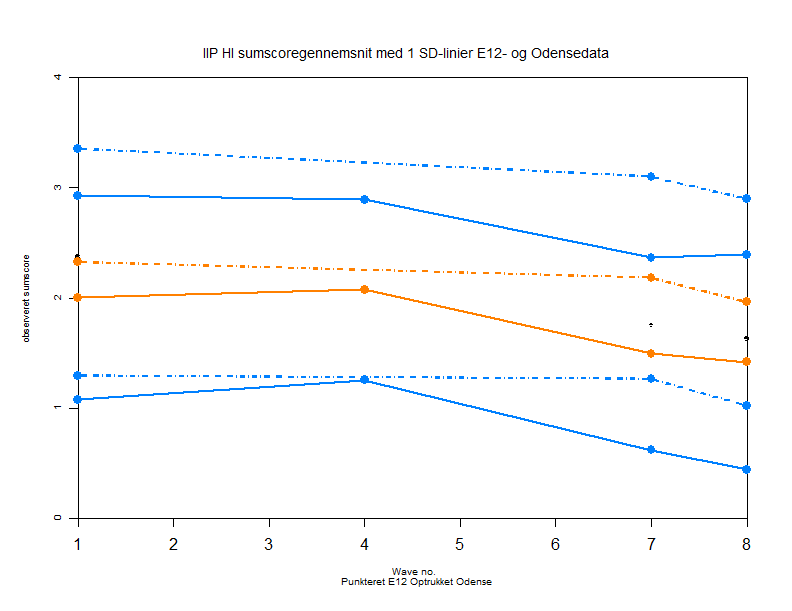 IIP HI sumscoregennemsnit med 1 SD-linier E12- og Odensedata
4
3
2
1
0
observeret sumscore
1 2 3 4 5 6 7 8
Wave no.
Punkteret E12 Optrukket Odense